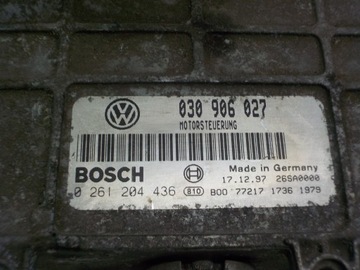 030 906 027
MOTORSTEUERUNG
BOSCH
Made in Germany
0 261 204 436
17.12.97 26SA0000
810 B00 77217 1736 1979